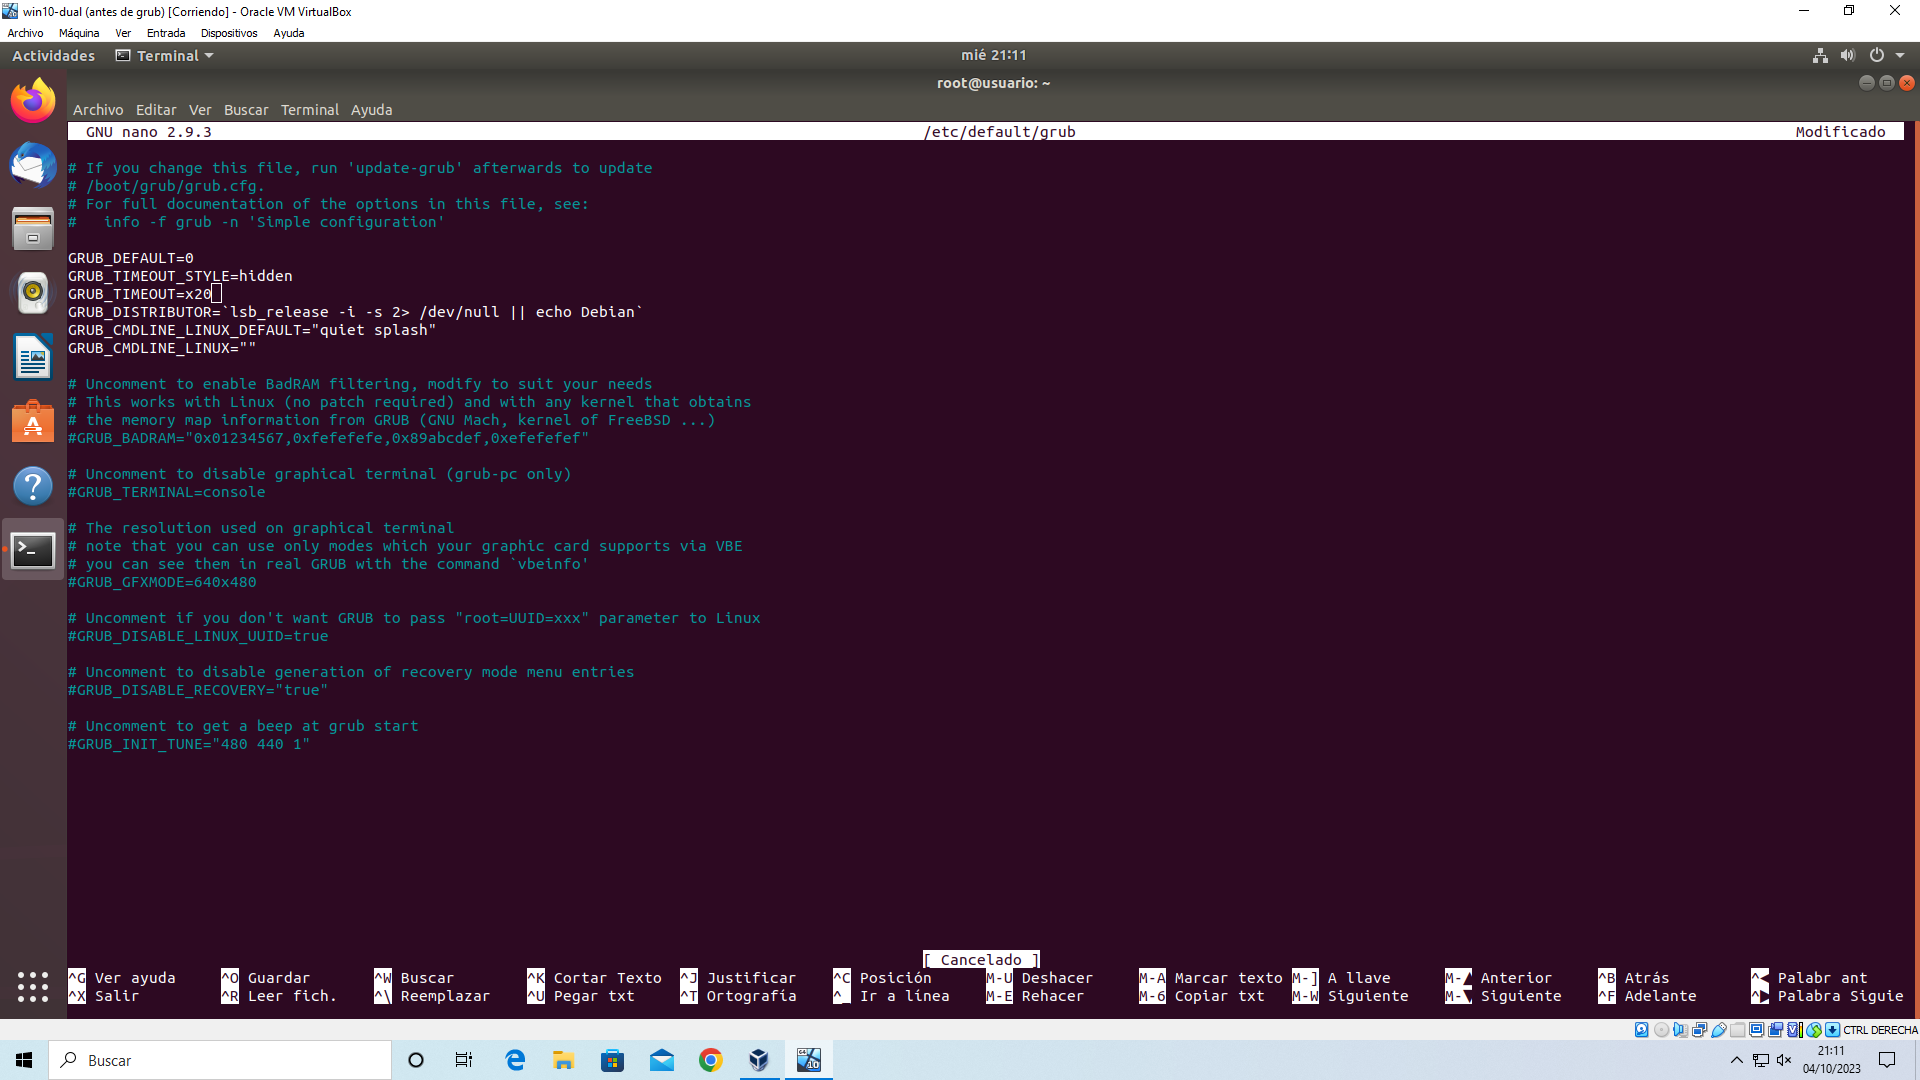 win10-dual (antes de grub) [Corriendo] - Oracle VM VirtualBox
Archivo Máquina Ver Entrada Dispositivos Ayuda
Actividades Terminal mié 21:11
root@usuario: ~
Archivo Editar Ver Buscar Terminal Ayuda
GNU nano 2.9.3 /etc/default/grub Modificado
# If you change this file, run 'update-grub' afterwards to update
# /boot/grub/grub.cfg.
# For full documentation of the options in this file, see:
#   info -f grub -n 'Simple configuration'
GRUB_DEFAULT=0
GRUB_TIMEOUT_STYLE=hidden
GRUB_TIMEOUT=x20
GRUB_DISTRIBUTOR=`lsb_release -i -s 2> /dev/null || echo Debian`
GRUB_CMDLINE_LINUX_DEFAULT="quiet splash"
GRUB_CMDLINE_LINUX=""
# Uncomment to enable BadRAM filtering, modify to suit your needs
# This works with Linux (no patch required) and with any kernel that obtains
# the memory map information from GRUB (GNU Mach, kernel of FreeBSD ...)
#GRUB_BADRAM="0x01234567,0xfefefefe,0x89abcdef,0xefefefef"
# Uncomment to disable graphical terminal (grub-pc only)
#GRUB_TERMINAL=console
# The resolution used on graphical terminal
# note that you can use only modes which your graphic card supports via VBE
# you can see them in real GRUB with the command `vbeinfo'
#GRUB_GFXMODE=640x480
# Uncomment if you don't want GRUB to pass "root=UUID=xxx" parameter to Linux
#GRUB_DISABLE_LINUX_UUID=true
# Uncomment to disable generation of recovery mode menu entries
#GRUB_DISABLE_RECOVERY="true"
# Uncomment to get a beep at grub start
#GRUB_INIT_TUNE="480 440 1"
[ Cancelado ]
^G Ver ayuda ^O Guardar ^W Buscar ^K Cortar Texto ^J Justificar ^C Posición M-U Deshacer M-A Marcar texto M-] A llave M-▲ Anterior ^B Atrás ^◀ Palabr ant
^X Salir ^R Leer fich. ^\ Reemplazar ^U Pegar txt ^T Ortografía ^_ Ir a línea M-E Rehacer M-6 Copiar txt M-W Siguiente M-▼ Siguiente ^F Adelante ^▶ Palabra Siguie
CTRL DERECHA
Buscar
21:11
04/10/2023